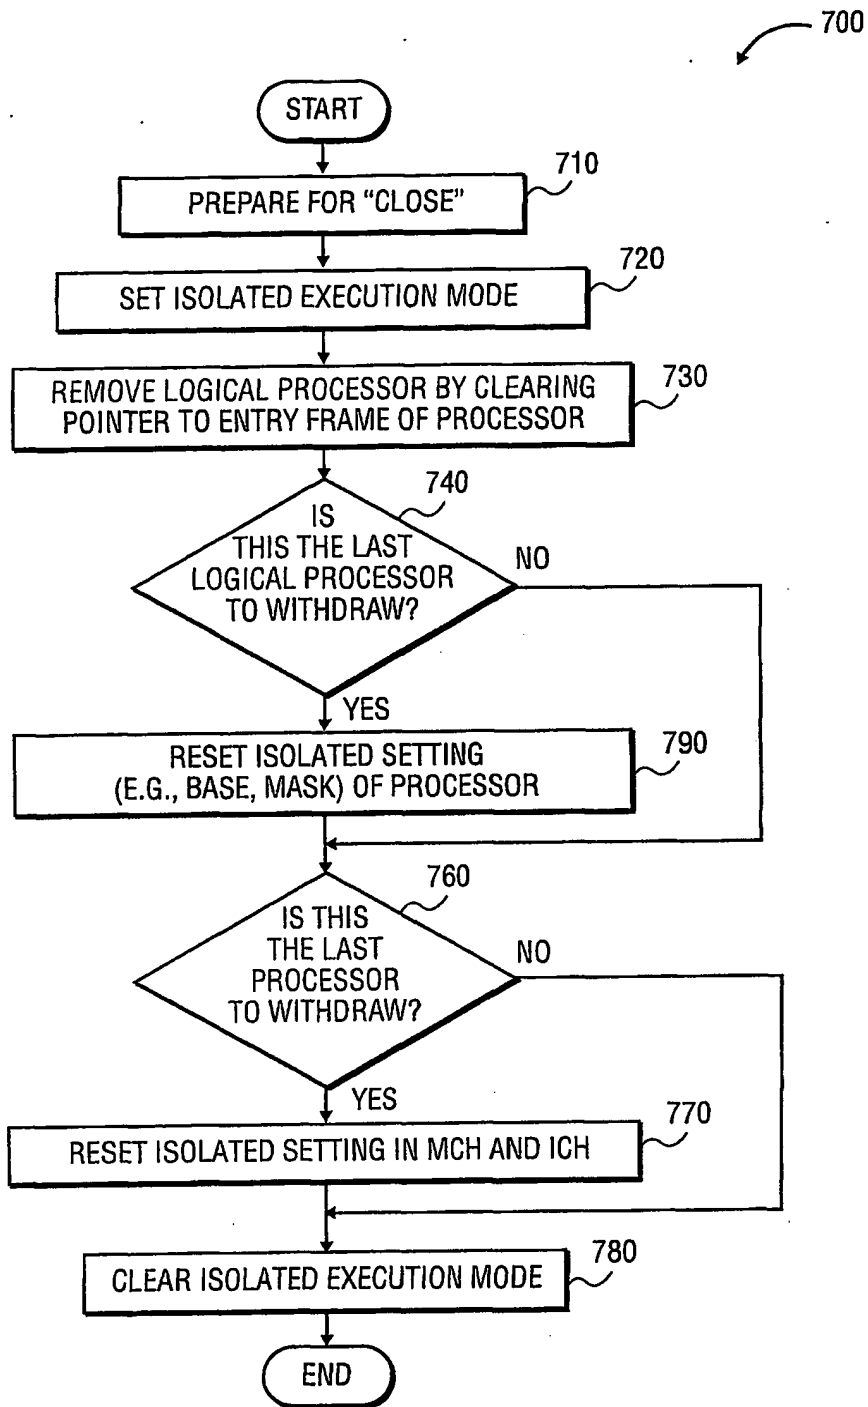 700
START
710
PREPARE FOR “CLOSE”
720
SET ISOLATED EXECUTION MODE
730
REMOVE LOGICAL PROCESSOR BY CLEARING
POINTER TO ENTRY FRAME OF PROCESSOR
740
IS
THIS THE LAST
LOGICAL PROCESSOR
TO WITHDRAW?
NO
YES
790
RESET ISOLATED SETTING
(E.G., BASE, MASK) OF PROCESSOR
760
IS THIS
THE LAST
PROCESSOR
TO WITHDRAW?
NO
YES
770
RESET ISOLATED SETTING IN MCH AND ICH
780
CLEAR ISOLATED EXECUTION MODE
END